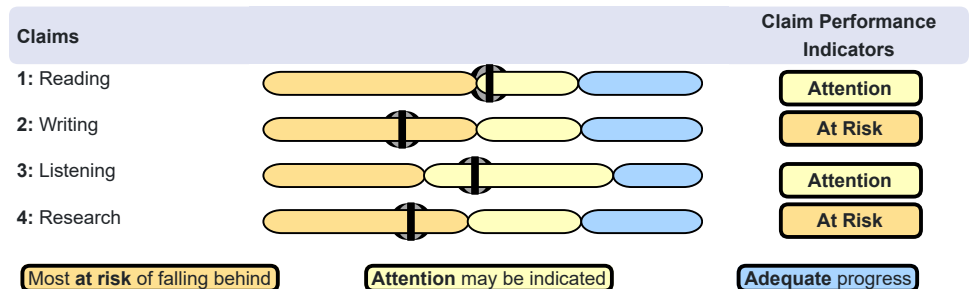 Claims
Claim Performance
Indicators
1: Reading
Attention
2: Writing
At Risk
3: Listening
Attention
4: Research
At Risk
Most at risk of falling behind
Attention may be indicated
Adequate progress